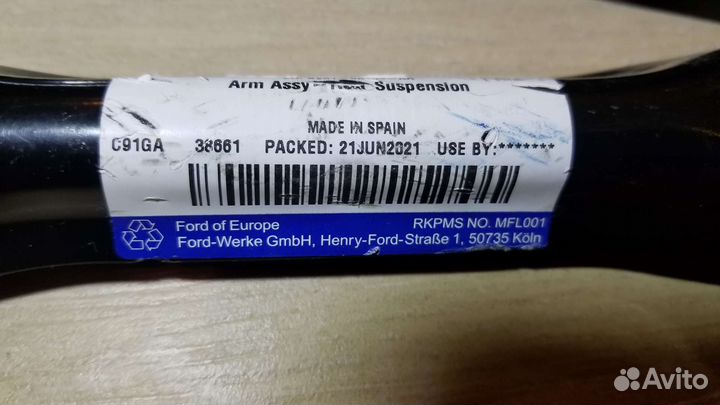 Arm Assy - Rear Suspension
MADE IN SPAIN
C91GA 38661 PACKED: 21JUN2021 USE BY:*******
Ford of Europe RKPMS NO. MFL001
Ford-Werke GmbH, Henry-Ford-Straße 1, 50735 Köln
Avito